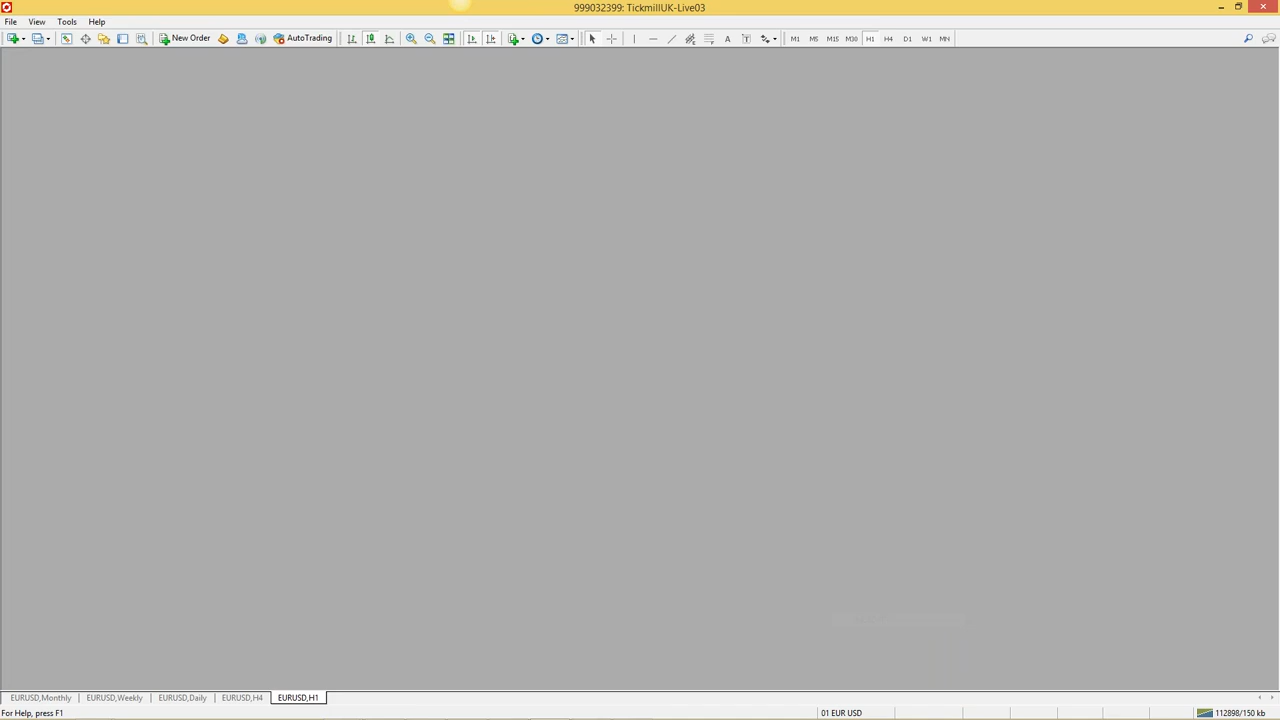 999032399: TickmillUK-Live03
File View Tools Help
New Order AutoTrading A T M1 M5 M15 M30 H1 H4 D1 W1 MN
EURUSD,Monthly EURUSD,Weekly EURUSD,Daily EURUSD,H4 EURUSD,H1
For Help, press F1 01 EUR USD 112898/150 kb